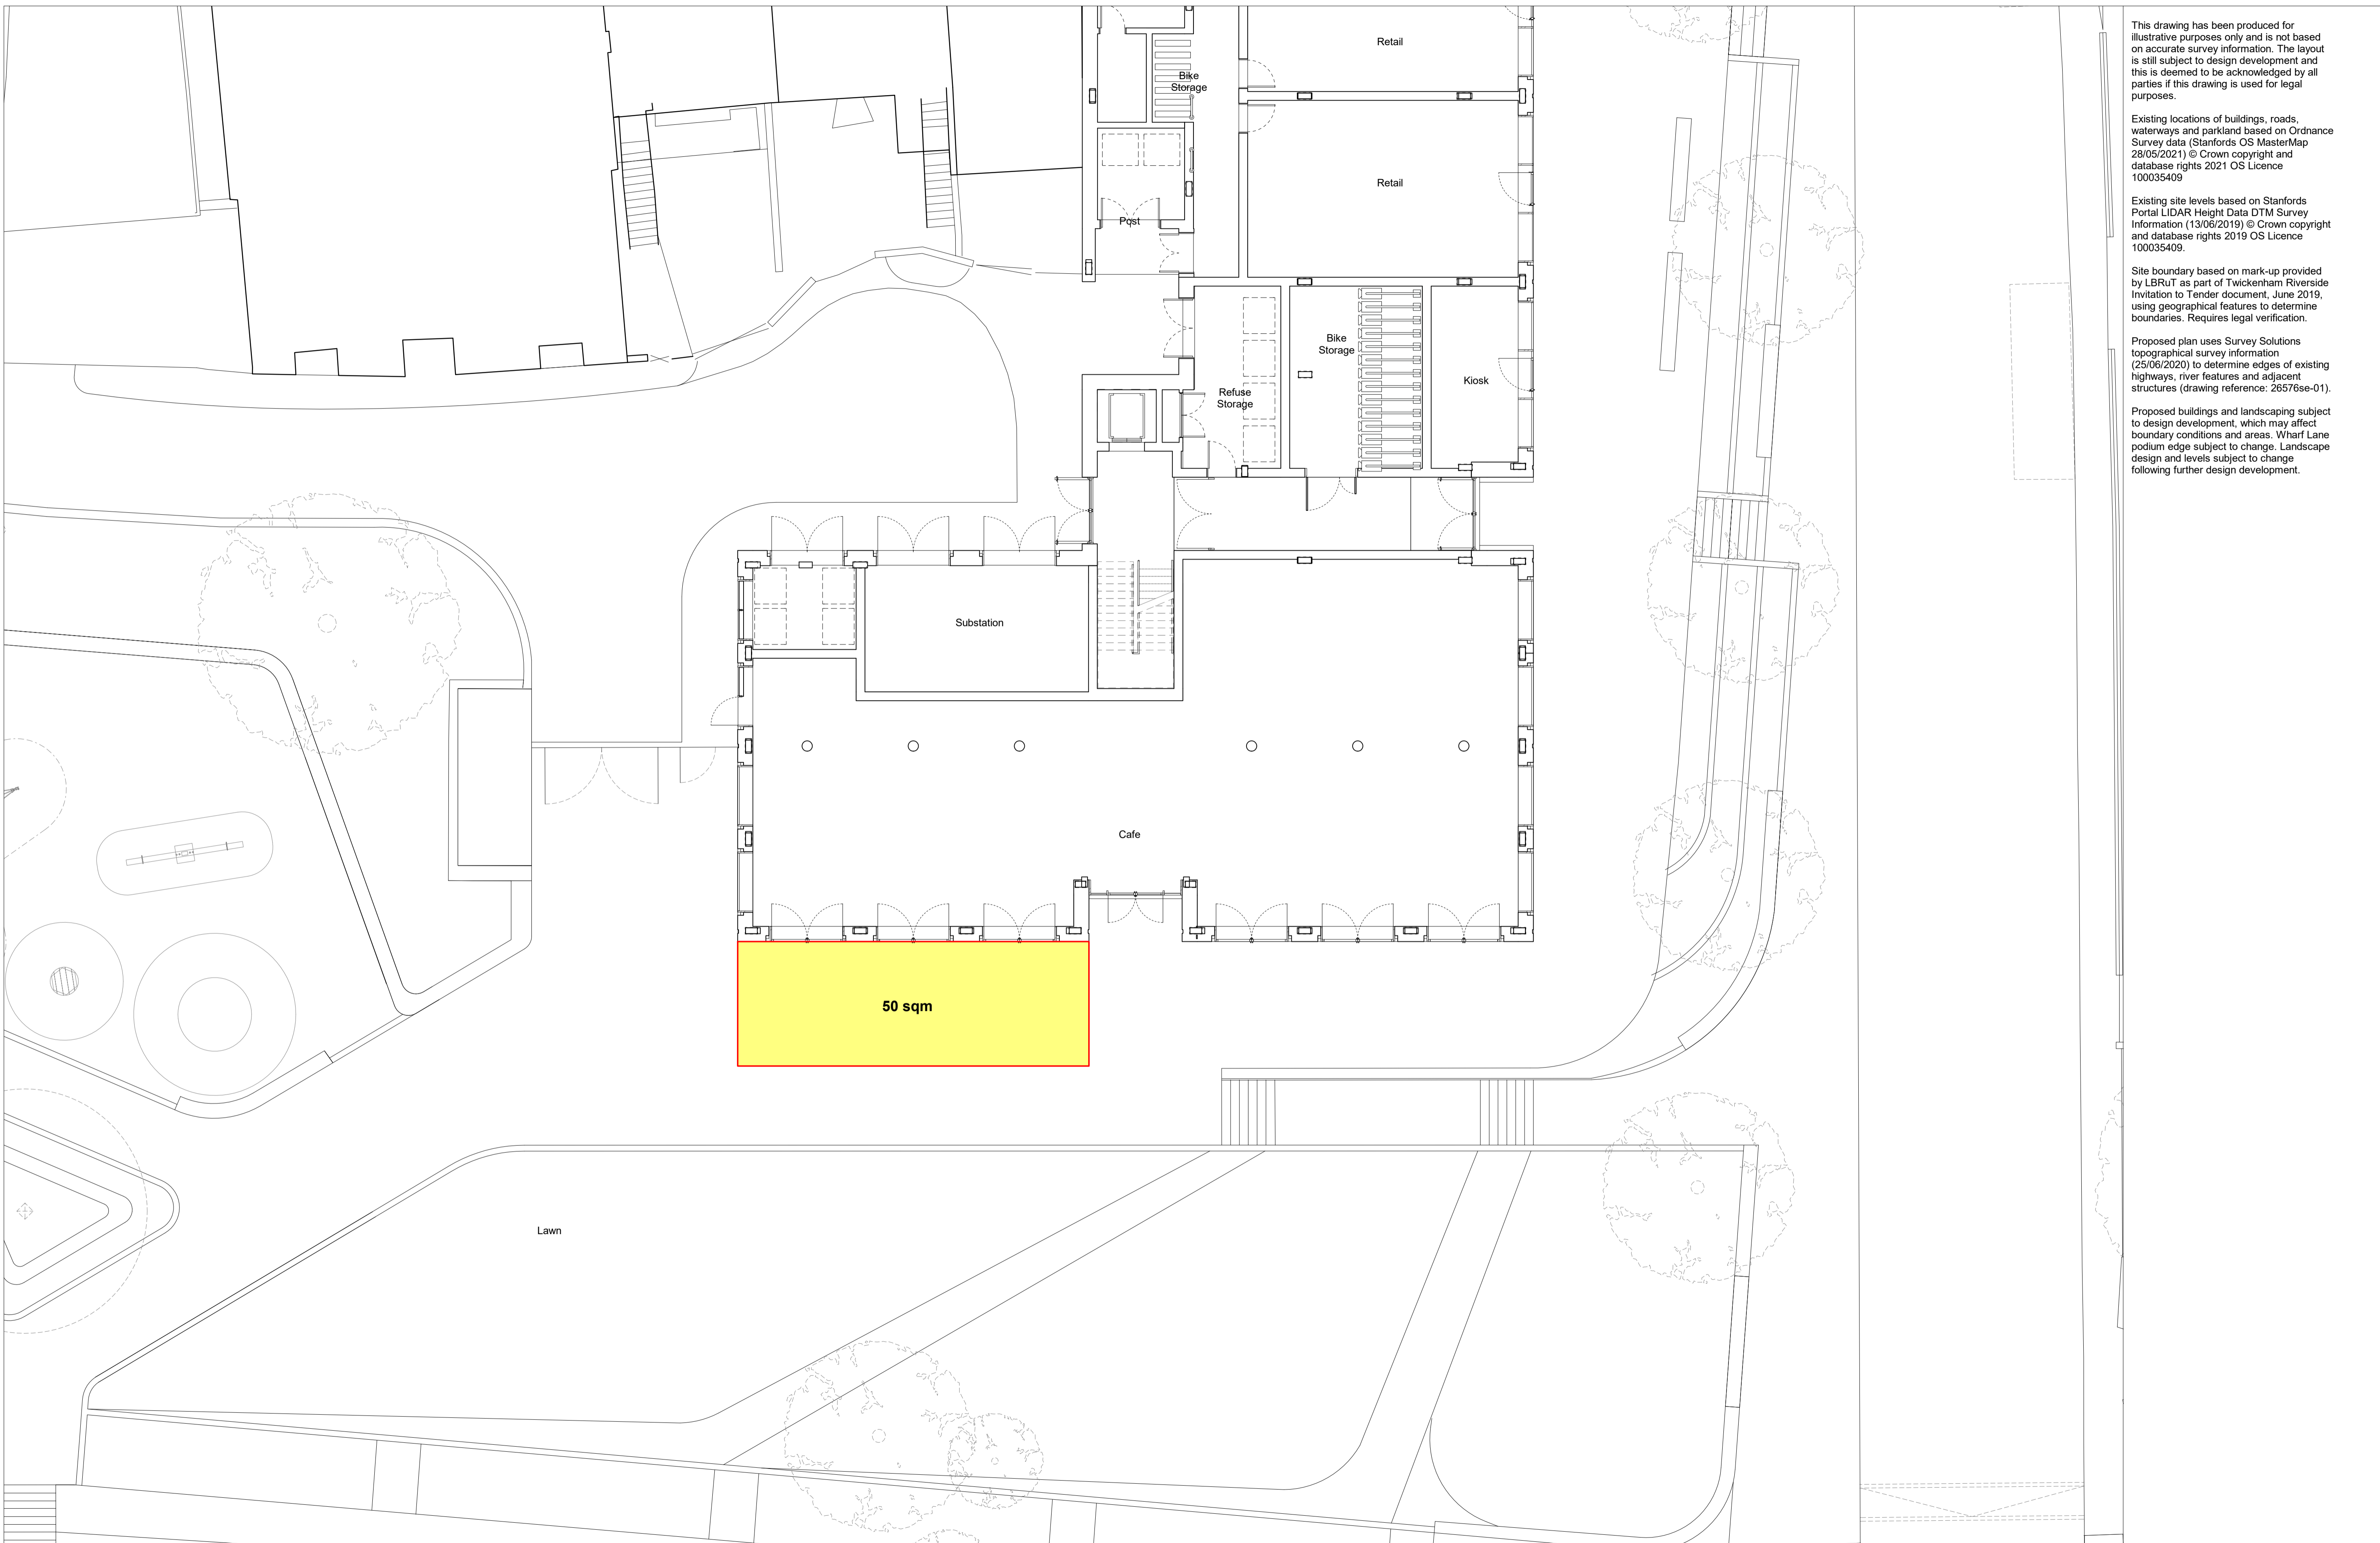 Retail
Bike
Storage
Retail
Post
Bike
Storage
Kiosk
Refuse
Storage
Substation
Cafe
50 sqm
Lawn
This drawing has been produced for
illustrative purposes only and is not based
on accurate survey information. The layout
is still subject to design development and
this is deemed to be acknowledged by all
parties if this drawing is used for legal
purposes.
Existing locations of buildings, roads,
waterways and parkland based on Ordnance
Survey data (Stanfords OS MasterMap
28/05/2021) © Crown copyright and
database rights 2021 OS Licence
100035409
Existing site levels based on Stanfords
Portal LIDAR Height Data DTM Survey
Information (13/06/2019) © Crown copyright
and database rights 2019 OS Licence
100035409.
Site boundary based on mark-up provided
by LBRuT as part of Twickenham Riverside
Invitation to Tender document, June 2019,
using geographical features to determine
boundaries. Requires legal verification.
Proposed plan uses Survey Solutions
topographical survey information
(25/06/2020) to determine edges of existing
highways, river features and adjacent
structures (drawing reference: 26576se-01).
Proposed buildings and landscaping subject
to design development, which may affect
boundary conditions and areas. Wharf Lane
podium edge subject to change. Landscape
design and levels subject to change
following further design development.